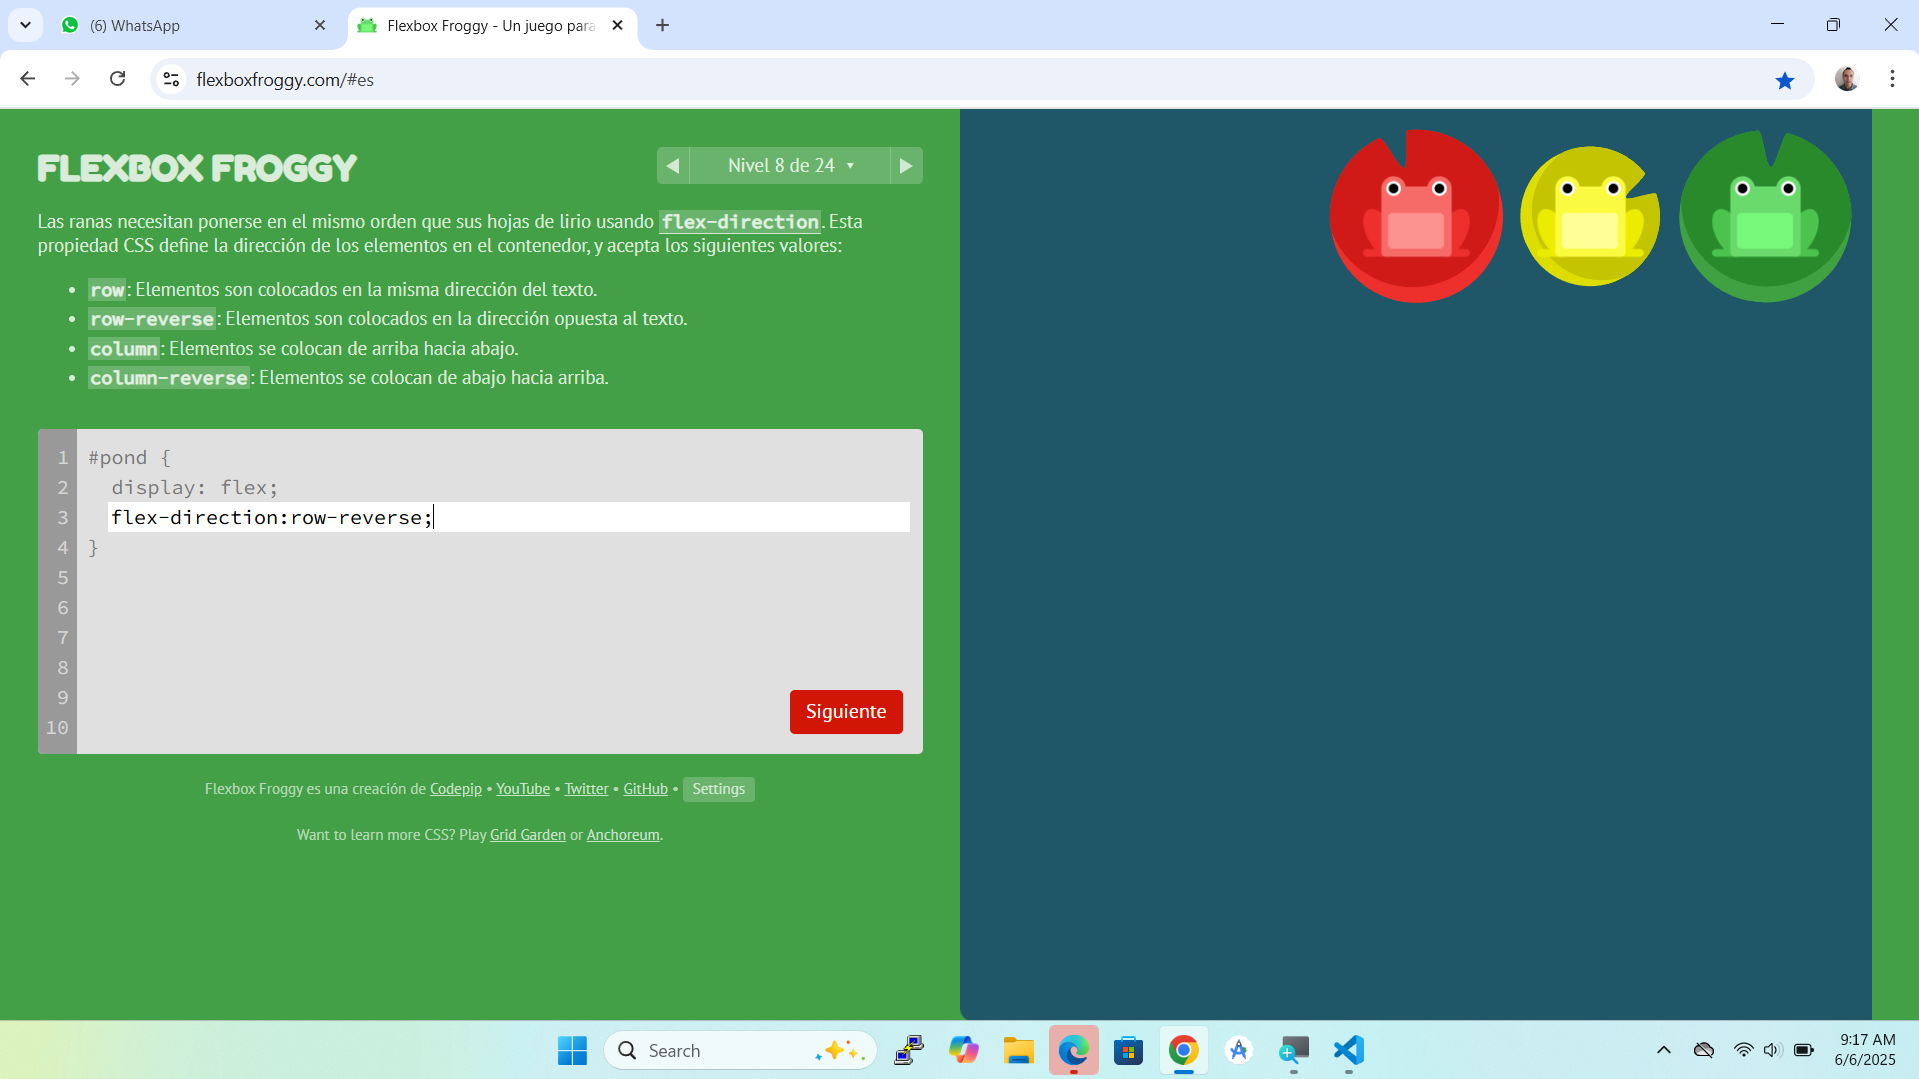 (6) WhatsApp
Flexbox Froggy - Un juego para
flexboxfroggy.com/#es
FLEXBOX FROGGY
Nivel 8 de 24
Las ranas necesitan ponerse en el mismo orden que sus hojas de lirio usando flex-direction. Esta
propiedad CSS define la dirección de los elementos en el contenedor, y acepta los siguientes valores:
• row: Elementos son colocados en la misma dirección del texto.
• row-reverse: Elementos son colocados en la dirección opuesta al texto.
• column: Elementos se colocan de arriba hacia abajo.
• column-reverse: Elementos se colocan de abajo hacia arriba.
1 #pond {
2 display: flex;
3 flex-direction:row-reverse;
4 }
5
6
7
8
9
10
Siguiente
Flexbox Froggy es una creación de Codepip • YouTube • Twitter • GitHub • Settings
Want to learn more CSS? Play Grid Garden or Anchoreum.
Search
9:17 AM
6/6/2025